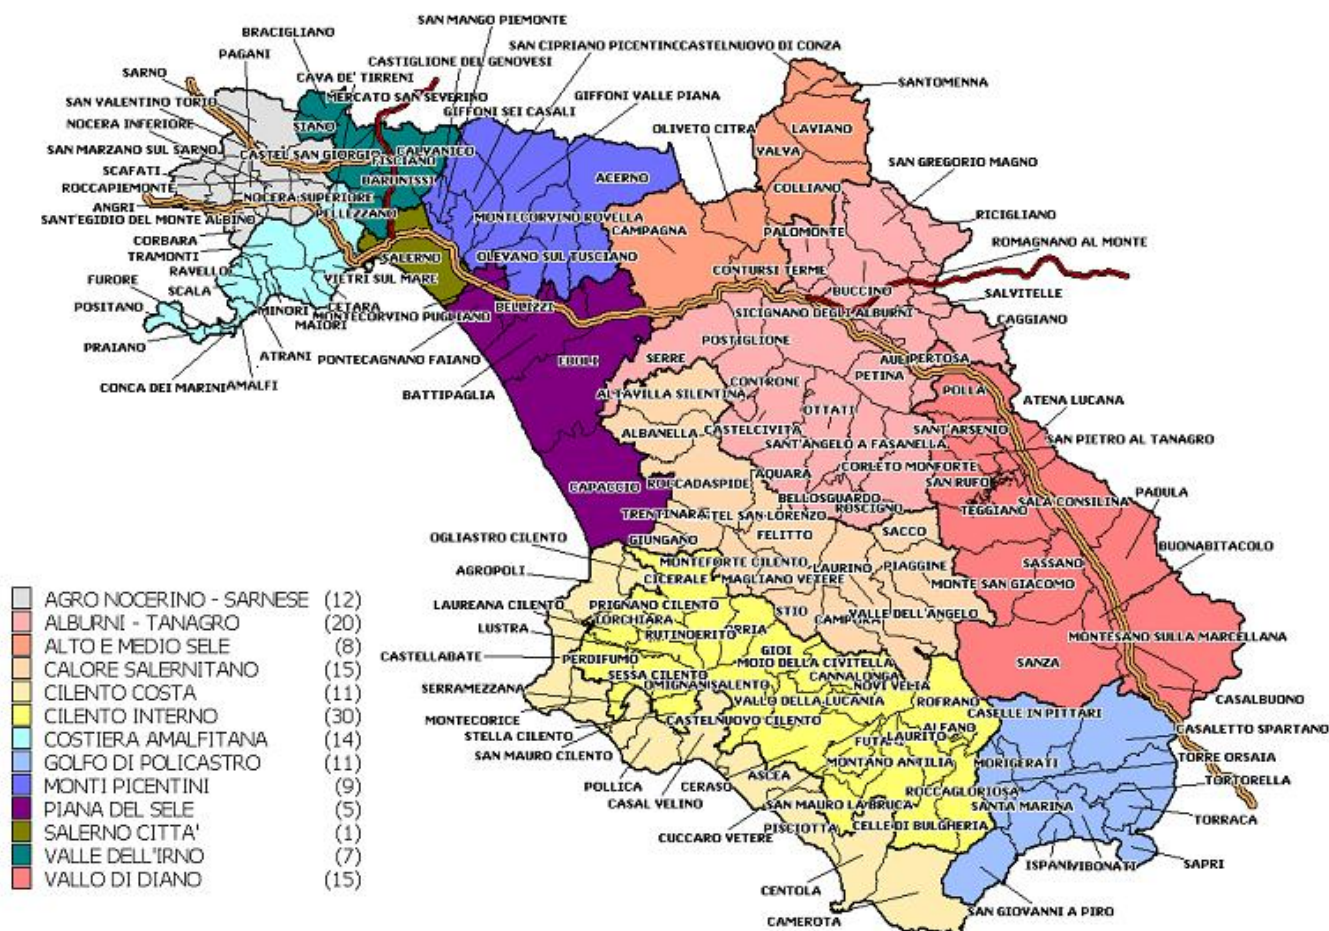 SAN MANGO PIEMONTE
BRACIGLIANO
SAN CIPRIANO PICENTINO
CASTELNUOVO DI CONZA
PAGANI
CASTIGLIONE DEL GENOVESI
SARNO
CAVA DE' TIRRENI
SANTOMENNA
MERCATO SAN SEVERINO
GIFFONI VALLE PIANA
SAN VALENTINO TORIO
GIFFONI SEI CASALI
NOCERA INFERIORE
SIANO
OLIVETO CITRA
LAVIANO
SAN MARZANO SUL SARNO
CASTEL SAN GIORGIO
CALVANICO
VALVA
FISCIANO
SAN GREGORIO MAGNO
SCAFATI
BARONISSI
ACERNO
COLLIANO
ROCCAPIEMONTE
NOCERA SUPERIORE
ANGRI
PELLEZZANO
MONTECORVINO ROVELLA
RICIGLIANO
SANT'EGIDIO DEL MONTE ALBINO
CAMPAGNA
PALOMONTE
CORBARA
ROMAGNANO AL MONTE
TRAMONTI
SALERNO
OLEVANO SUL TUSCIANO
RAVELLO
CONTURSI TERME
FURORE
VIETRI SUL MARE
SCALA
BUCCINO
SALVITELLE
POSITANO
MINORI
CETARA
BELLIZZI
MONTECORVINO PUGLIANO
SICIGNANO DEGLI ALBURNI
CAGGIANO
MAIORI
PRAIANO
ATRANI
POSTIGLIONE
PONTECAGNANO FAIANO
EBOLI
SERRE
AUL
PERTOSA
CONCA DEI MARINI
AMALFI
PETINA
BATTIPAGLIA
ALTAVILLA SILENTINA
CONTRONE
POLLA
ATENA LUCANA
OTTATI
ALBANELLA
CASTELCIVITA
SANT'ARSENIO
SAN PIETRO AL TANAGRO
SANT'ANGELO A FASANELLA
AQUARA
CORLETO MONFORTE
CAPACCIO
ROCCADASPIDE
SAN RUFO
PADULA
BELLOSGUARDO
SALA CONSILINA
ROSCIGNO
TEGGIANO
TRENTINARA
TEL SAN LORENZO
OGLIASTRO CILENTO
GIUNGANO
FELITTO
SACCO
BUONABITACOLO
MONTEFORTE CILENTO
LAURINO
PIAGGINE
SASSANO
AGROPOLI
CICERALE
MAGLIANO VETERE
MONTE SAN GIACOMO
LAUREANA CILENTO
PRIGNANO CILENTO
STIO
VALLE DELL'ANGELO
TORCHIARA
CAMPORA
LUSTRA
RUTINO
ERITO
ORRIA
MONTESANO SULLA MARCELLANA
CASTELLABATE
PERDIFUMO
GIOI
MOIO DELLA CIVITELLA
SANZA
SESSA CILENTO
CANNALONGA
SERRAMEZZANA
OMIGNANO
SALENTO
NOVI VELIA
CASALBUONO
VALLO DELLA LUCANIA
ROFRANO
MONTECORICE
CASTELNUOVO CILENTO
CASELLE IN PITTARI
STELLA CILENTO
ALFANO
LAURITO
CASALETTO SPARTANO
FUTANI
SAN MAURO CILENTO
MONTANO ANTILIA
MORIGERATI
TORRE ORSAIA
ASCEA
POLLICA
CERASO
ROCCAGLORIOSA
TORTORELLA
CASAL VELINO
SAN MAURO LA BRUCA
SANTA MARINA
PISCIOTTA
CELLE DI BULGHERIA
TORRACA
CUCCARO VETERE
ISPANI
VIBONATI
SAPRI
CENTOLA
CAMEROTA
SAN GIOVANNI A PIRO
AGRO NOCERINO - SARNESE (12)
ALBURNI - TANAGRO (20)
ALTO E MEDIO SELE (8)
CALORE SALERNITANO (15)
CILENTO COSTA (11)
CILENTO INTERNO (30)
COSTIERA AMALFITANA (14)
GOLFO DI POLICASTRO (11)
MONTI PICENTINI (9)
PIANA DEL SELE (5)
SALERNO CITTA' (1)
VALLE DELL'IRNO (7)
VALLO DI DIANO (15)